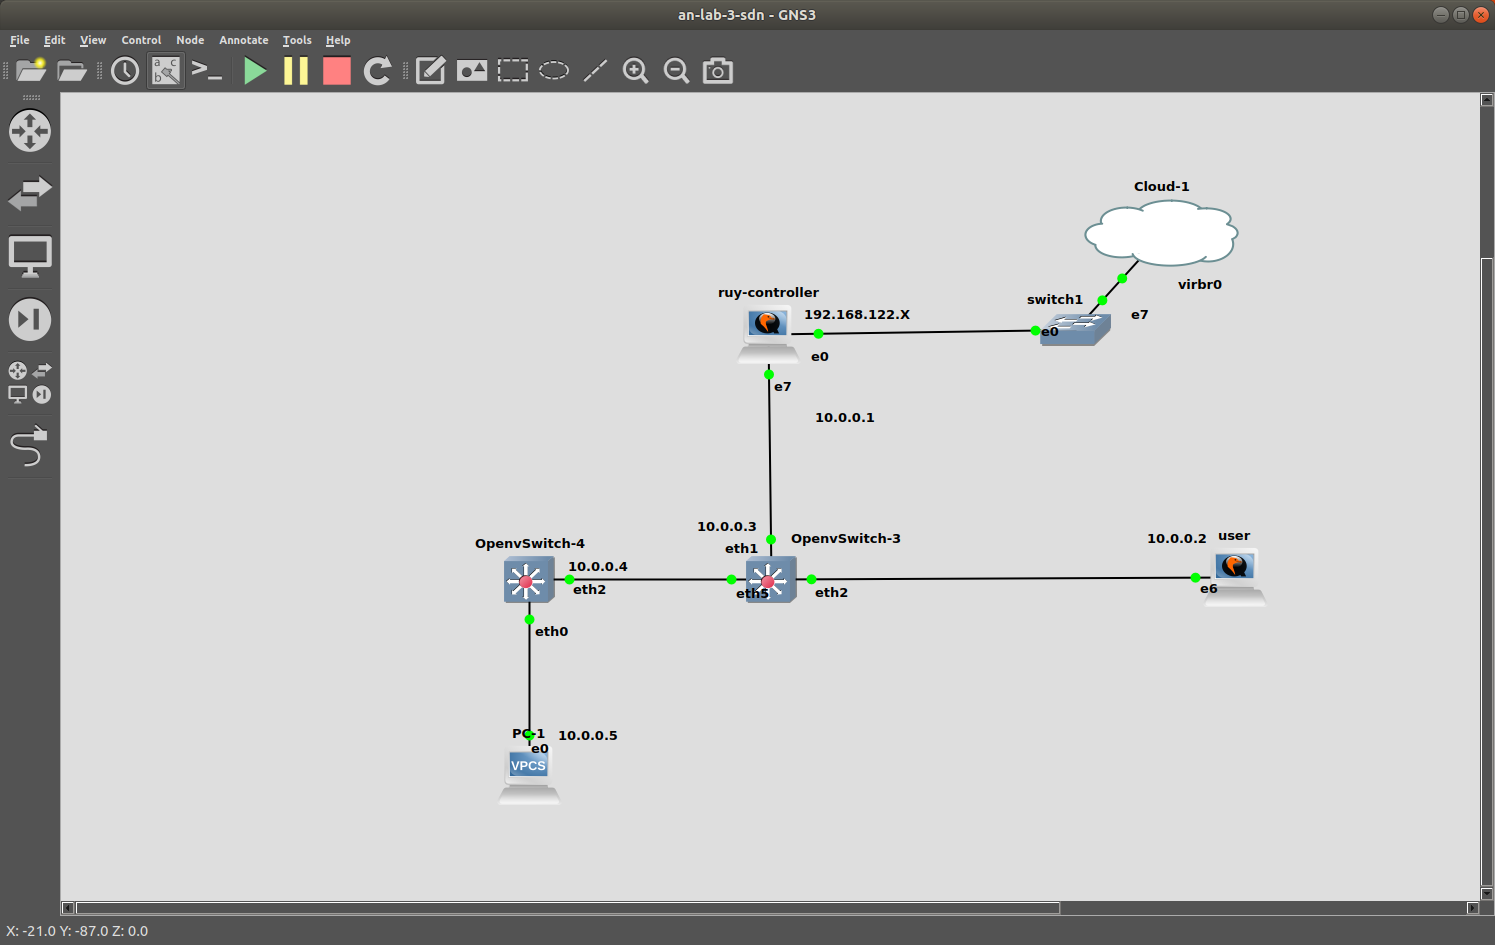 an-lab-3-sdn - GNS3
File Edit View Control Node Annotate Tools Help
a c
b
>_
Cloud-1
virbr0
ruy-controller
switch1
192.168.122.X
e7
e0
e0
e7
10.0.0.1
10.0.0.3
eth1
OpenvSwitch-3
10.0.0.2
user
OpenvSwitch-4
10.0.0.4
eth2
eth5
eth2
e6
eth0
PC-1
10.0.0.5
e0
VPCS
X: -21.0 Y: -87.0 Z: 0.0